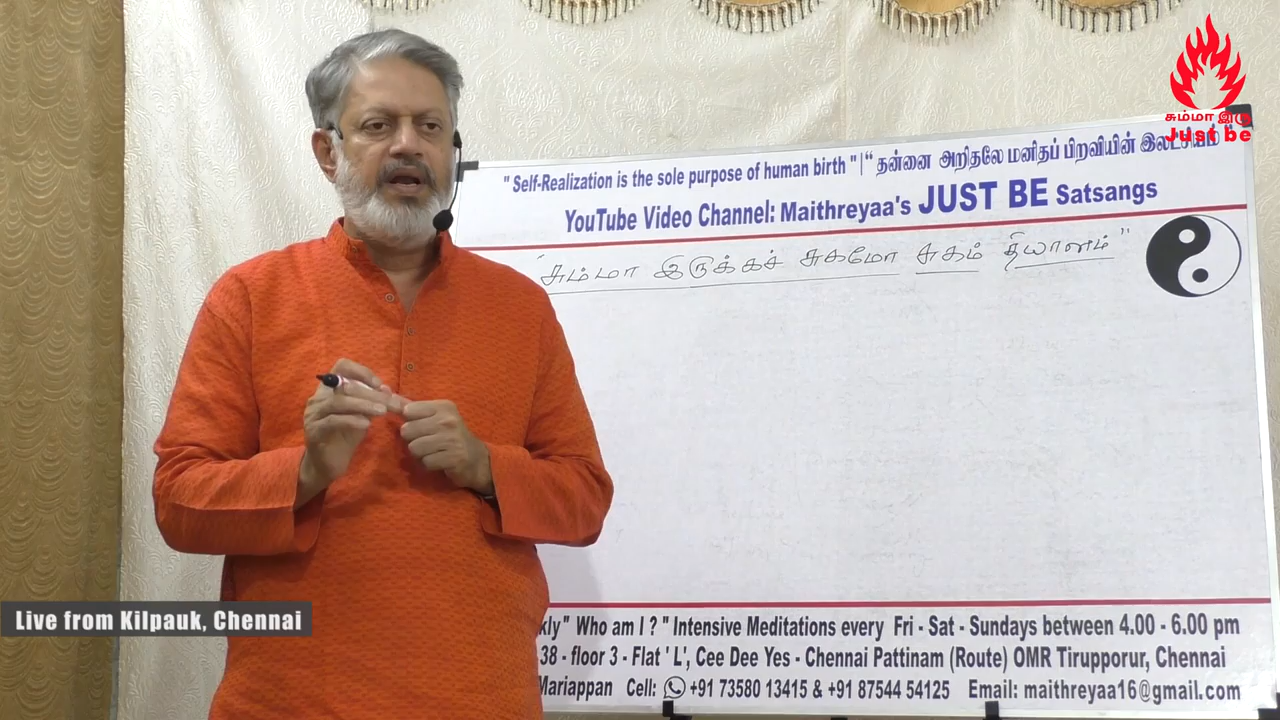 சும்மா இரு
Just be
" Self-Realization is the sole purpose of human birth " | “ தன்னை அறிதலே மனிதப் பிறவியின் இலட்சியம் ”
YouTube Video Channel: Maithreyaa's JUST BE Satsangs
"சும்மா இருக்கச் சுகமோ சுகம் தியானம்"
Live from Kilpauk, Chennai
kly" Who am I ? " Intensive Meditations every Fri - Sat - Sundays between 4.00 - 6.00 pm
38 - floor 3 - Flat ' L', Cee Dee Yes - Chennai Pattinam (Route) OMR Tirupporur, Chennai
Mariappan Cell: +91 73580 13415 & +91 87544 54125 Email: maithreyaa16@gmail.com